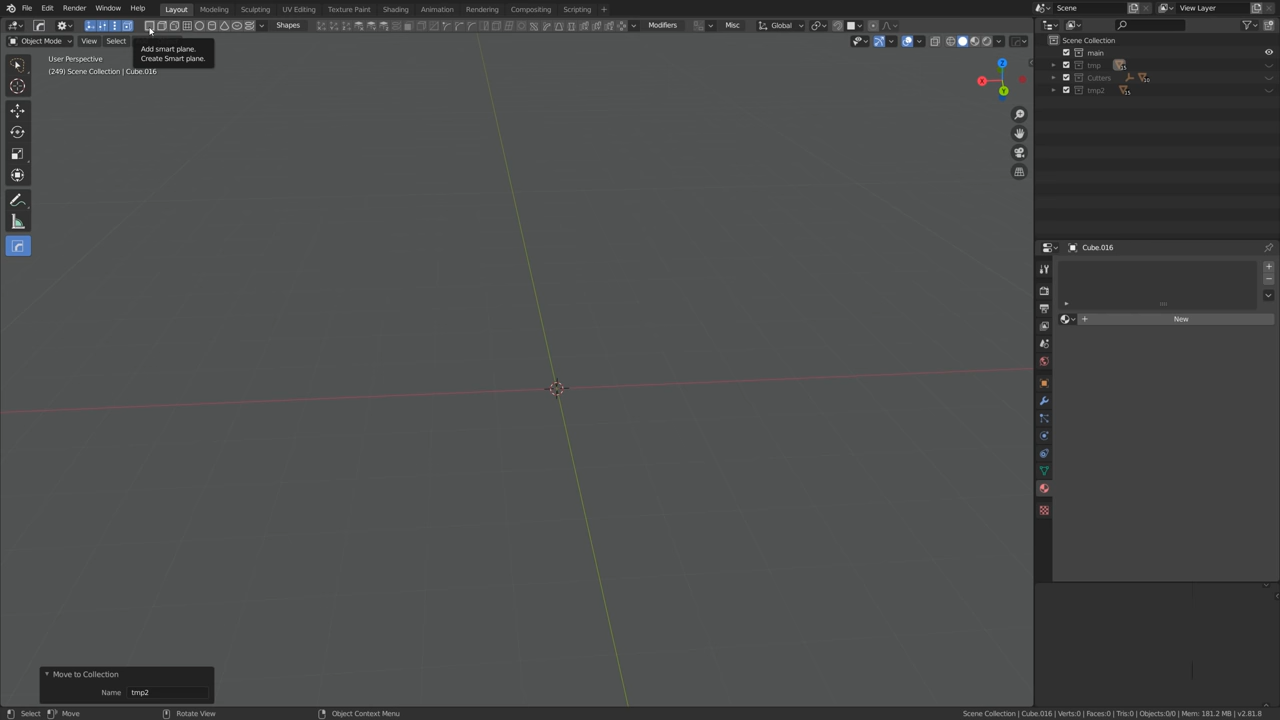 File Edit Render Window Help Layout Modeling Sculpting UV Editing Texture Paint Shading Animation Rendering Compositing Scripting + Scene View Layer
Shapes Modifiers Misc Global
Object Mode View Select
Add smart plane.
Create Smart plane.
User Perspective
(249) Scene Collection | Cube.016
Z
X
Y
Scene Collection
main
tmp 15
Cutters 10
tmp2 15
Cube.016
New
Move to Collection
Name tmp2
Select Move Rotate View Object Context Menu Scene Collection | Verts:0 | Faces:0 | Tris:0 | Objects:0/0 | Mem: 181.2 MB | v2.81.8